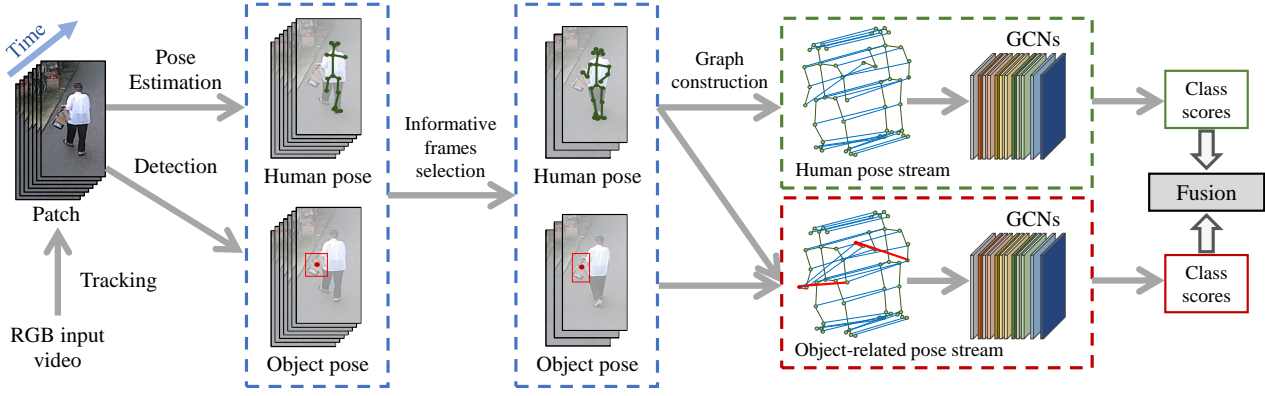 Time
Patch
Tracking
RGB input
video
Pose
Estimation
Detection
Human pose
Object pose
Informative
frames
selection
Human pose
Object pose
Graph
construction
GCNs
Human pose stream
GCNs
Object-related pose stream
Class
scores
Fusion
Class
scores